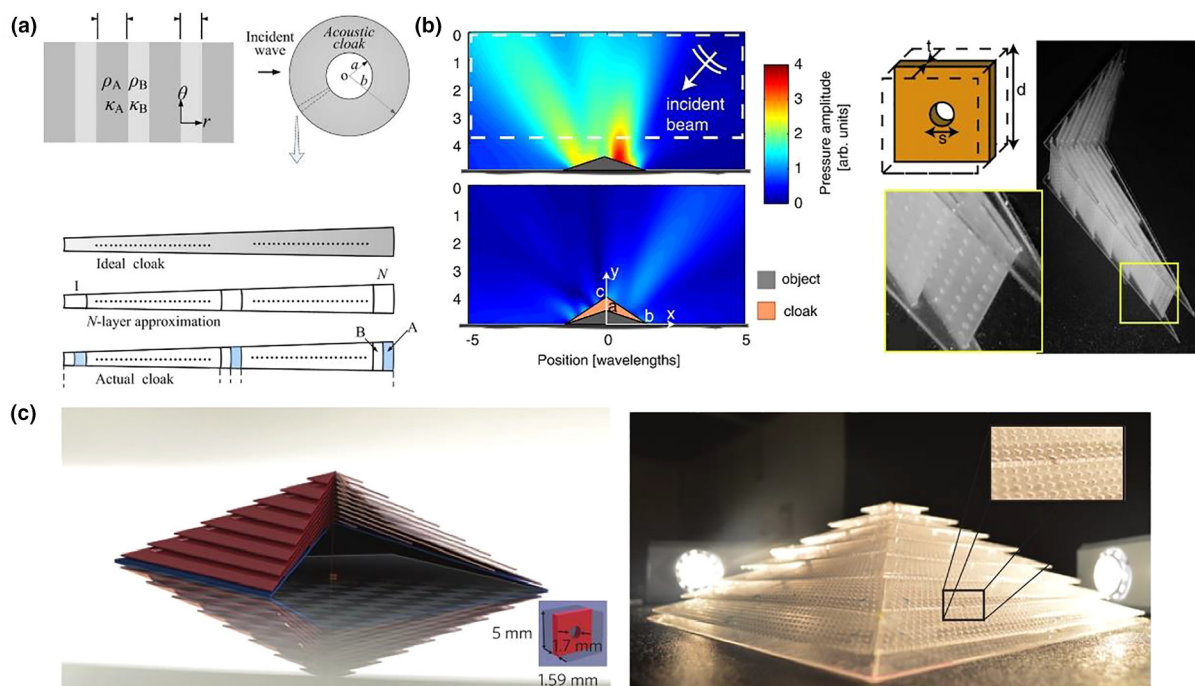 (a)
Incident
wave
Acoustic
cloak
a
o
b
ρA ρB
κA κB
θ
r
Ideal cloak
1
N
N-layer approximation
B
A
Actual cloak
(b)
0
1
2
3
4
incident
beam
4
3
2
1
0
Pressure amplitude
[arb. units]
0
1
2
3
4
y
c
a
b
x
-5
0
5
Position [wavelengths]
object
cloak
t
d
s
(c)
5 mm
1.7 mm
1.59 mm